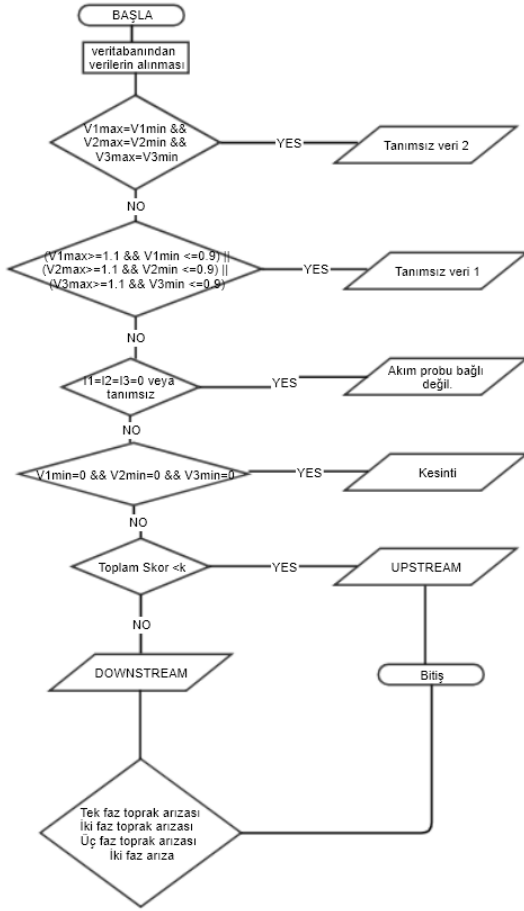 BAŞLA
veritabanından
verilerin alınması
V1max=V1min &&
V2max=V2min &&
V3max=V3min
YES
Tanımsız veri 2
NO
(V1max>=1.1 && V1min <=0.9) ||
(V2max>=1.1 && V2min <=0.9) ||
(V3max>=1.1 && V3min <=0.9)
YES
Tanımsız veri 1
NO
I1=I2=I3=0 veya
tanımsız
YES
Akım probu bağlı
değil.
NO
V1min=0 && V2min=0 && V3min=0
YES
Kesinti
NO
Toplam Skor <k
YES
UPSTREAM
NO
DOWNSTREAM
Bitiş
Tek faz toprak arızası
İki faz toprak arızası
Üç faz toprak arızası
İki faz arıza